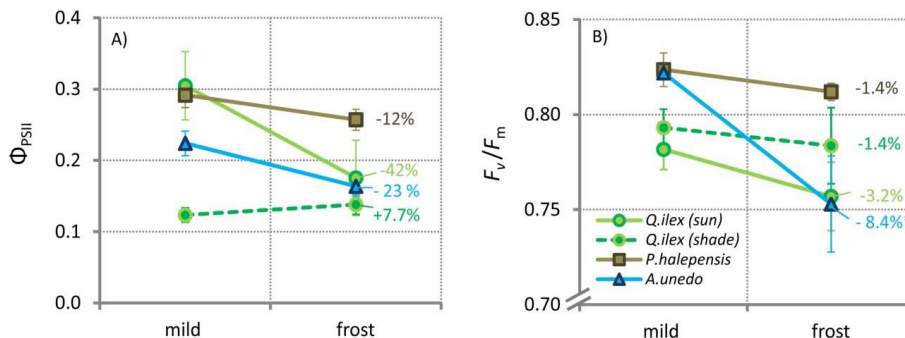 A)
ΦPSII
0.4
0.3
0.2
0.1
0.0
-12%
-42%
- 23 %
+7.7%
mild frost
B)
Fv/Fm
0.85
0.80
0.75
0.70
-1.4%
-1.4%
-3.2%
- 8.4%
Q.ilex (sun)
Q.ilex (shade)
P.halepensis
A.unedo
mild frost